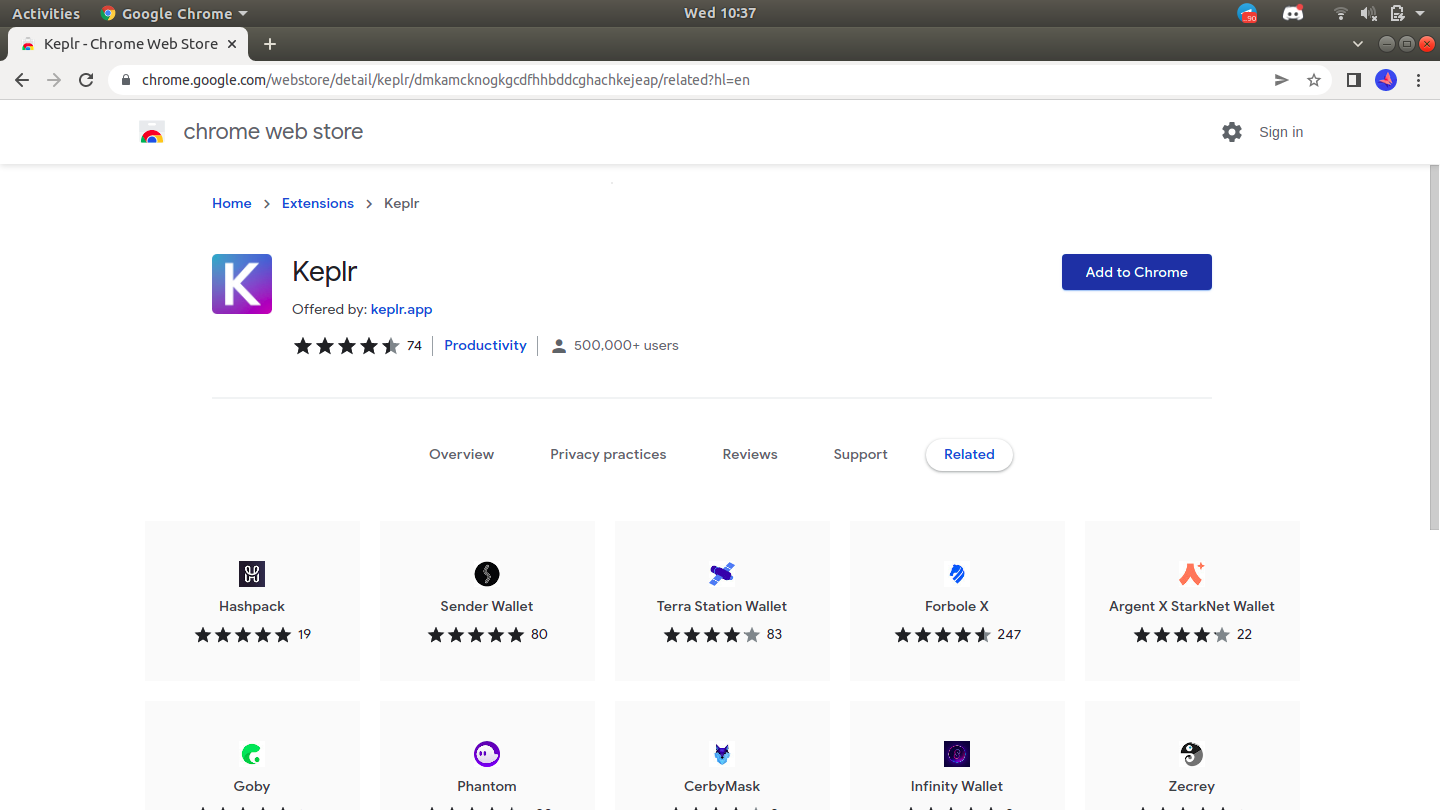 Activities Google Chrome Wed 10:37 90
Keplr - Chrome Web Store
chrome.google.com/webstore/detail/keplr/dmkamcknogkgcdfhhbddcghachkejeap/related?hl=en
chrome web store Sign in
Home Extensions Keplr
K Keplr Add to Chrome
Offered by: keplr.app
74 Productivity 500,000+ users
Overview Privacy practices Reviews Support Related
Hashpack Sender Wallet Terra Station Wallet Forbole X Argent X StarkNet Wallet
19 80 83 247 22
Goby Phantom CerbyMask Infinity Wallet Zecrey